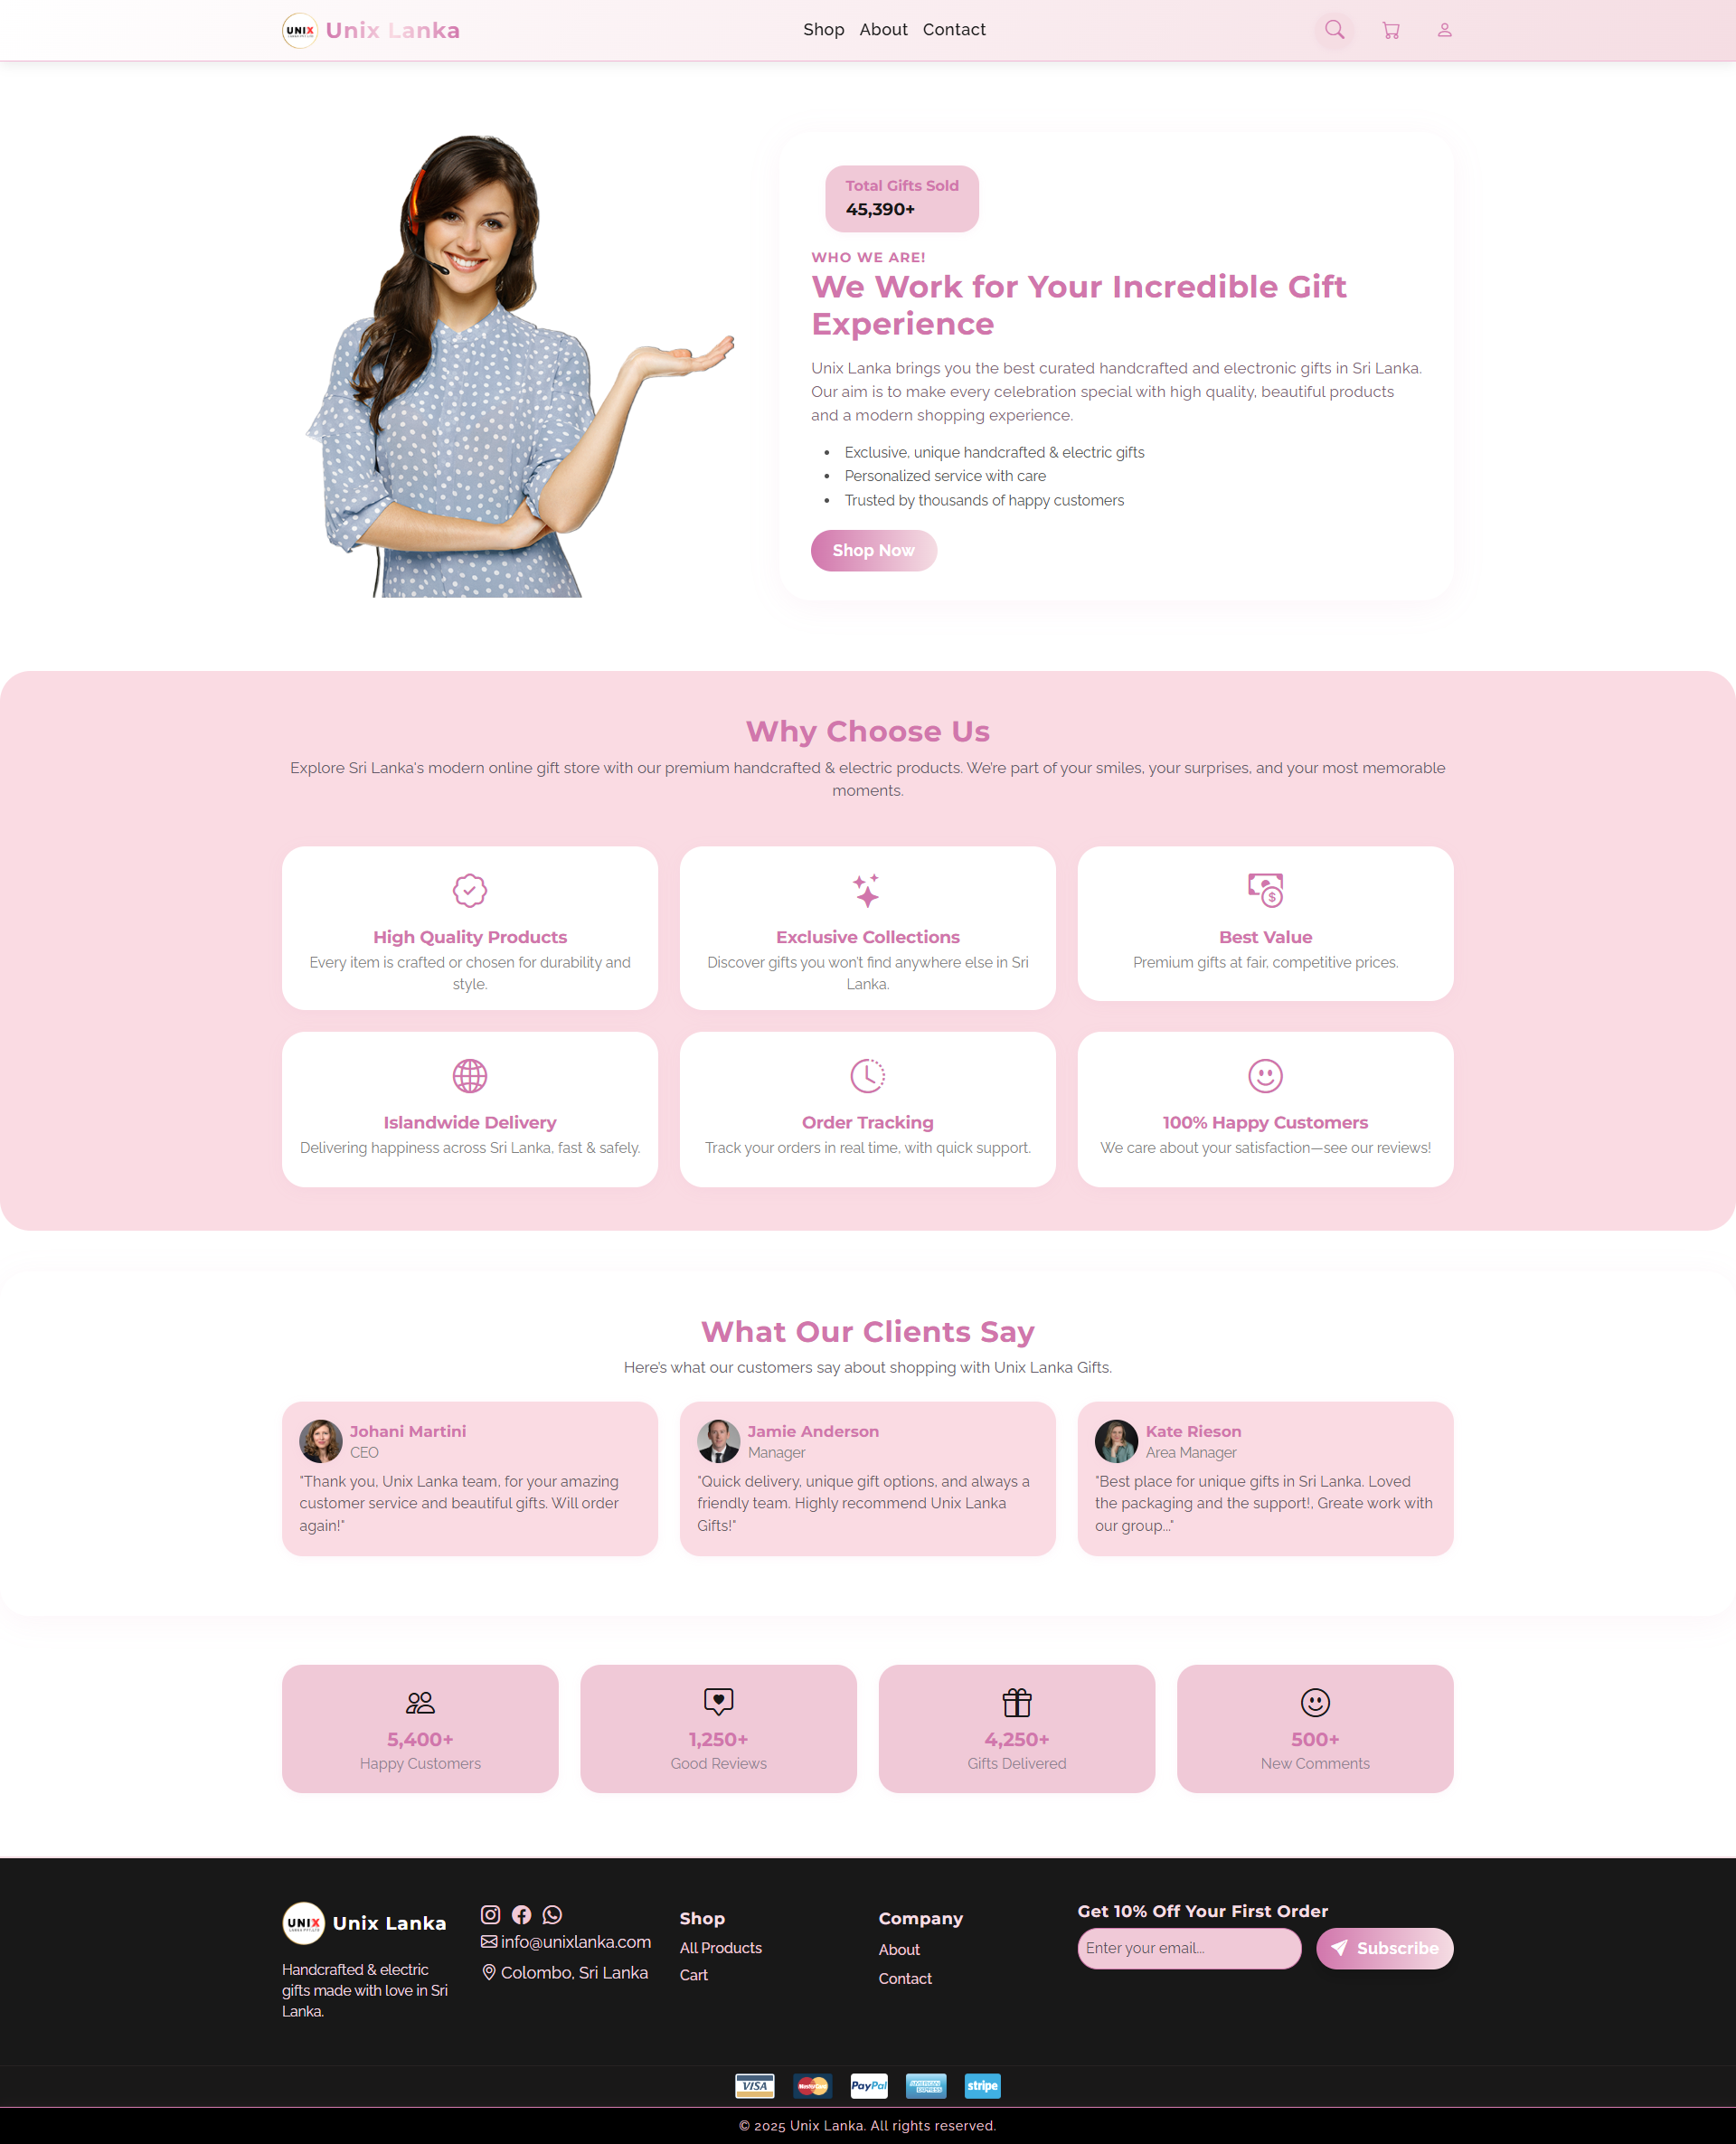 UNIX
Unix Lanka
Shop
About
Contact
Total Gifts Sold
45,390+
WHO WE ARE!
We Work for Your Incredible Gift
Experience
Unix Lanka brings you the best curated handcrafted and electronic gifts in Sri Lanka.
Our aim is to make every celebration special with high quality, beautiful products
and a modern shopping experience.
• Exclusive, unique handcrafted & electric gifts
• Personalized service with care
• Trusted by thousands of happy customers
Shop Now
Why Choose Us
Explore Sri Lanka's modern online gift store with our premium handcrafted & electric products. We're part of your smiles, your surprises, and your most memorable
moments.
High Quality Products
Every item is crafted or chosen for durability and
style.
Exclusive Collections
Discover gifts you won't find anywhere else in Sri
Lanka.
Best Value
Premium gifts at fair, competitive prices.
Islandwide Delivery
Delivering happiness across Sri Lanka, fast & safely.
Order Tracking
Track your orders in real time, with quick support.
100% Happy Customers
We care about your satisfaction—see our reviews!
What Our Clients Say
Here's what our customers say about shopping with Unix Lanka Gifts.
Johani Martini
CEO
"Thank you, Unix Lanka team, for your amazing
customer service and beautiful gifts. Will order
again!"
Jamie Anderson
Manager
"Quick delivery, unique gift options, and always a
friendly team. Highly recommend Unix Lanka
Gifts!"
Kate Rieson
Area Manager
"Best place for unique gifts in Sri Lanka. Loved
the packaging and the support!, Greate work with
our group..."
5,400+
Happy Customers
1,250+
Good Reviews
4,250+
Gifts Delivered
500+
New Comments
UNIX
Unix Lanka
Handcrafted & electric
gifts made with love in Sri
Lanka.
info@unixlanka.com
Colombo, Sri Lanka
Shop
All Products
Cart
Company
About
Contact
Get 10% Off Your First Order
Enter your email...
Subscribe
VISA
MasterCard
PayPal
AMERICAN EXPRESS
stripe
© 2025 Unix Lanka. All rights reserved.